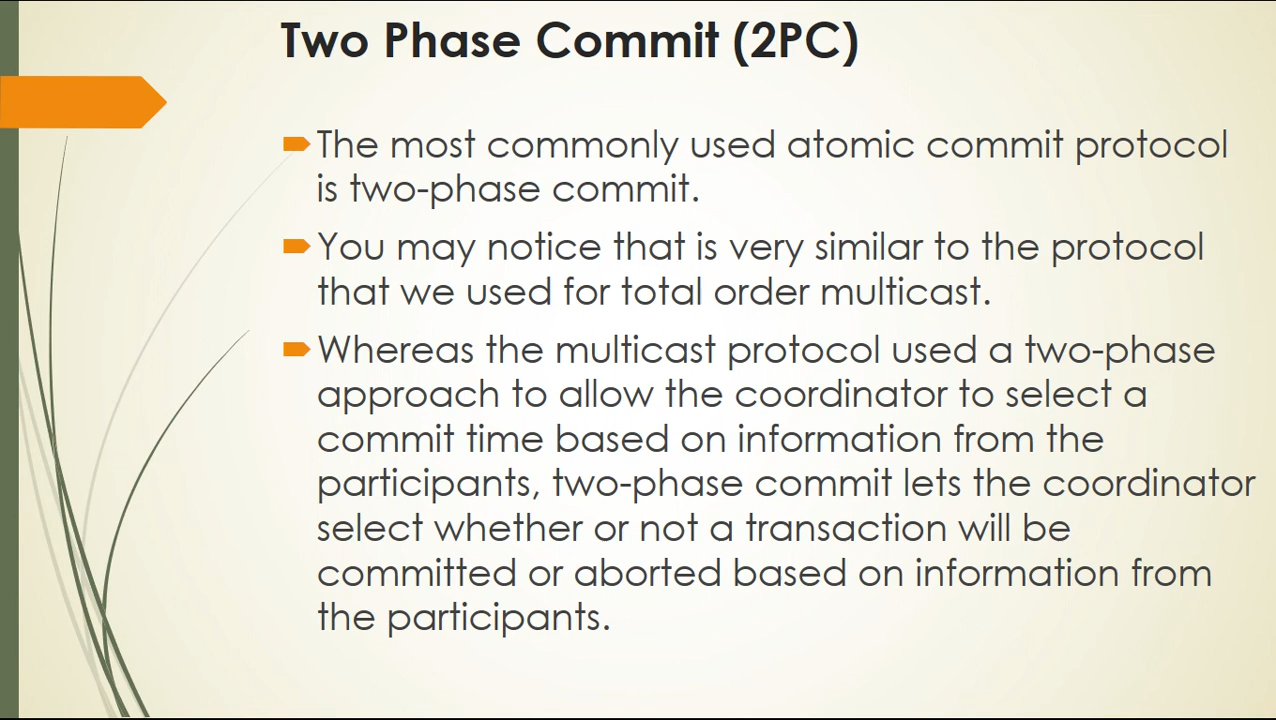 Two Phase Commit (2PC)
The most commonly used atomic commit protocol
is two-phase commit.
You may notice that is very similar to the protocol
that we used for total order multicast.
Whereas the multicast protocol used a two-phase
approach to allow the coordinator to select a
commit time based on information from the
participants, two-phase commit lets the coordinator
select whether or not a transaction will be
committed or aborted based on information from
the participants.